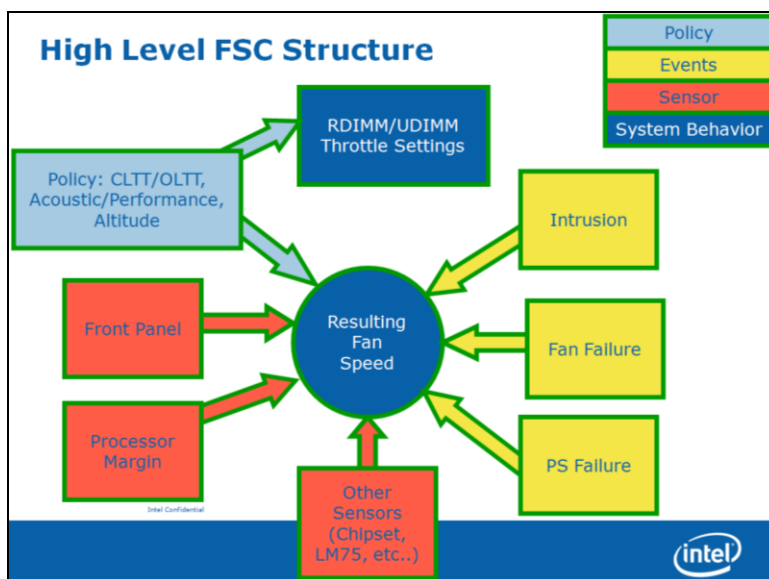 High Level FSC Structure
Policy
Events
Sensor
System Behavior
RDIMM/UDIMM
Throttle Settings
Policy: CLTT/OLTT,
Acoustic/Performance,
Altitude
Intrusion
Front Panel
Resulting
Fan
Speed
Fan Failure
Processor
Margin
PS Failure
Other
Sensors
(Chipset,
LM75, etc..)
Intel Confidential
intel